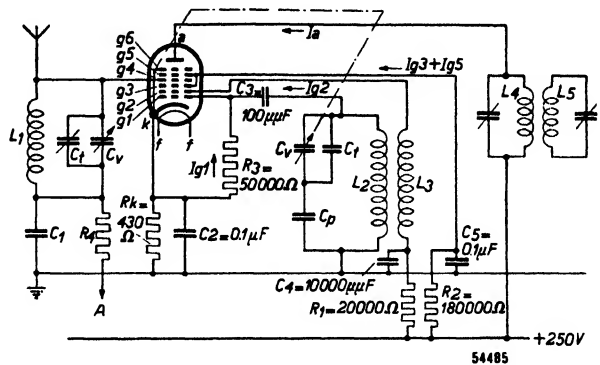 a
Ia
g6
g5
g4
g3
g2
g1
k
f f
Ig3+Ig5
C3=
100μμF
Ig2
L1
Ct
Cv
Ig1
R3=
50000Ω
Cv
Ct
L2
L3
L4
L5
C1
R4
Rk=
430
Ω
C2=0.1μF
Cp
C5=
0.1μF
C4=10000μμF
R1=20000Ω
R2=
180000Ω
A
+250V
54485